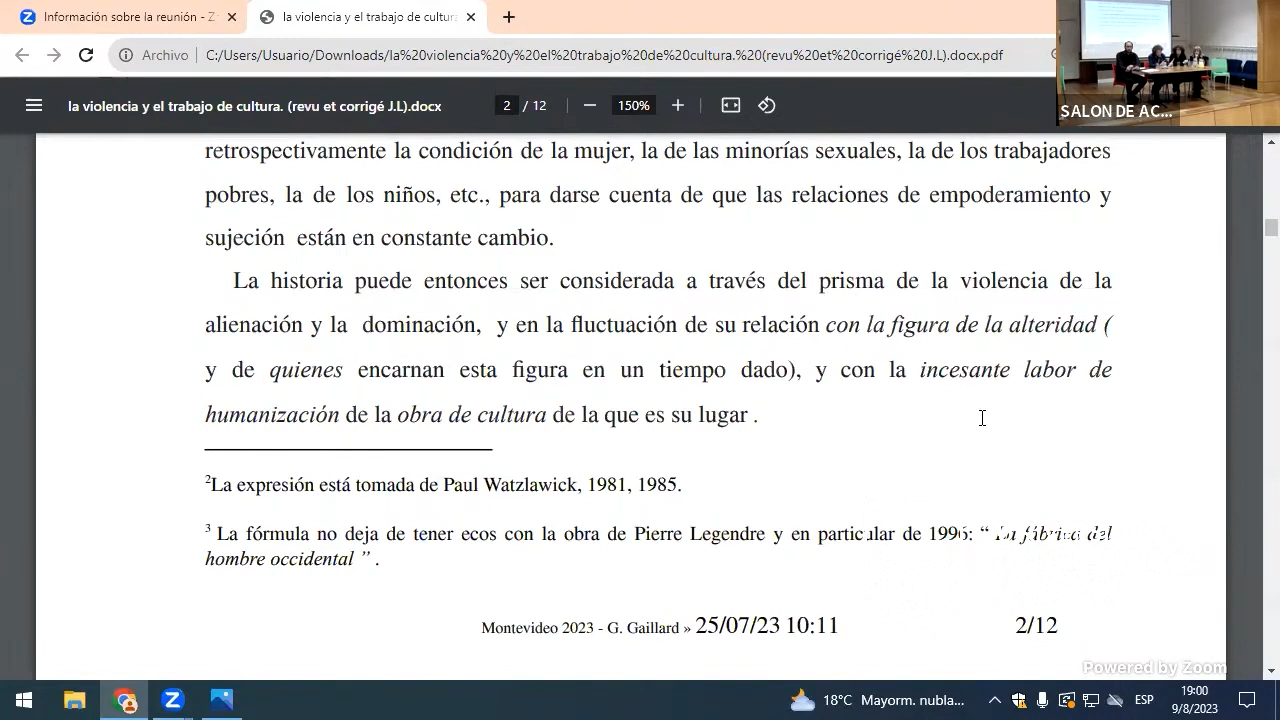 Información sobre la reunión - Z
la violencia y el trabajo de cultura
Archivo
C:/Users/Usuario/Downloads/la%20violencia%20y%20el%20trabajo%20de%20cultura.%20(revu%20et%20corrigé%20J.L).docx.pdf
SALON DE AC...
la violencia y el trabajo de cultura. (revu et corrigé J.L).docx
2 / 12
150%
retrospectivamente la condición de la mujer, la de las minorías sexuales, la de los trabajadores
pobres, la de los niños, etc., para darse cuenta de que las relaciones de empoderamiento y
sujeción están en constante cambio.
La historia puede entonces ser considerada a través del prisma de la violencia de la
alienación y la dominación, y en la fluctuación de su relación con la figura de la alteridad (
y de quienes encarnan esta figura en un tiempo dado), y con la incesante labor de
humanización de la obra de cultura de la que es su lugar .
2La expresión está tomada de Paul Watzlawick, 1981, 1985.
3 La fórmula no deja de tener ecos con la obra de Pierre Legendre y en particular de 1996: “ La fábrica del
hombre occidental ” .
Montevideo 2023 - G. Gaillard » 25/07/23 10:11
2/12
Powered by Zoom
18°C Mayorm. nubla...
ESP
19:00
9/8/2023